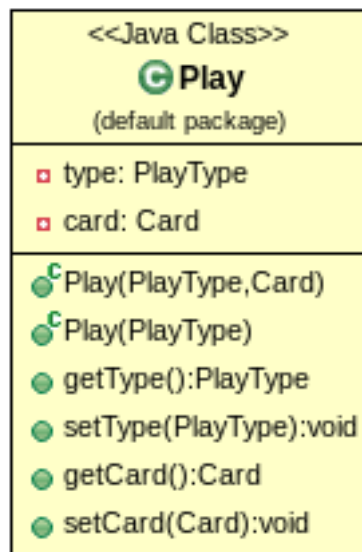 <<Java Class>>
C Play
(default package)
type: PlayType
card: Card
C Play(PlayType,Card)
C Play(PlayType)
getType():PlayType
setType(PlayType):void
getCard():Card
setCard(Card):void